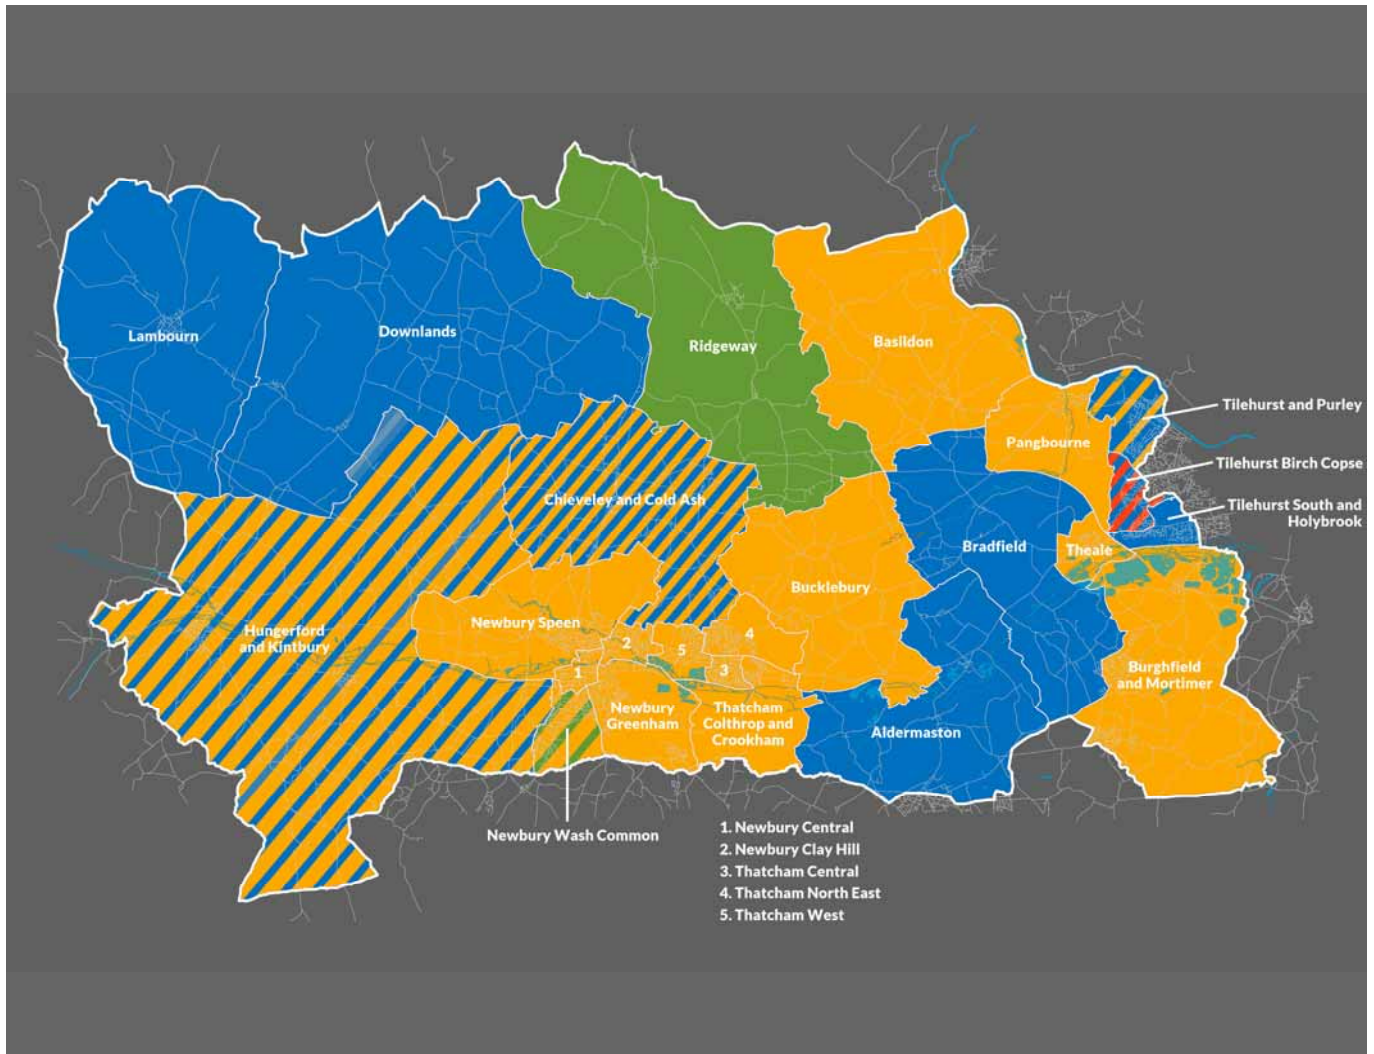 Lambourn
Downlands
Ridgeway
Basildon
Tilehurst and Purley
Pangbourne
Tilehurst Birch Copse
Chieveley and Cold Ash
Tilehurst South and
Holybrook
Bradfield
Theale
Bucklebury
Newbury Speen
Hungerford
and Kintbury
2
4
5
1
3
Burghfield
and Mortimer
Newbury
Greenham
Thatcham
Colthrop and
Crookham
Aldermaston
Newbury Wash Common
1. Newbury Central
2. Newbury Clay Hill
3. Thatcham Central
4. Thatcham North East
5. Thatcham West